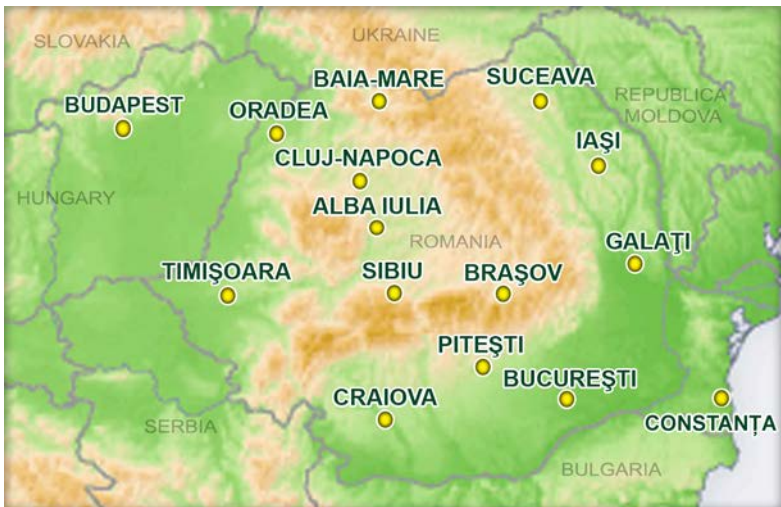 SLOVAKIA
UKRAINE
BAIA-MARE
SUCEAVA
REPUBLICA
MOLDOVA
BUDAPEST
ORADEA
IAŞI
CLUJ-NAPOCA
HUNGARY
ALBA IULIA
ROMANIA
GALAŢI
TIMIŞOARA
SIBIU
BRAŞOV
PITEŞTI
BUCUREŞTI
CRAIOVA
CONSTANȚA
SERBIA
BULGARIA